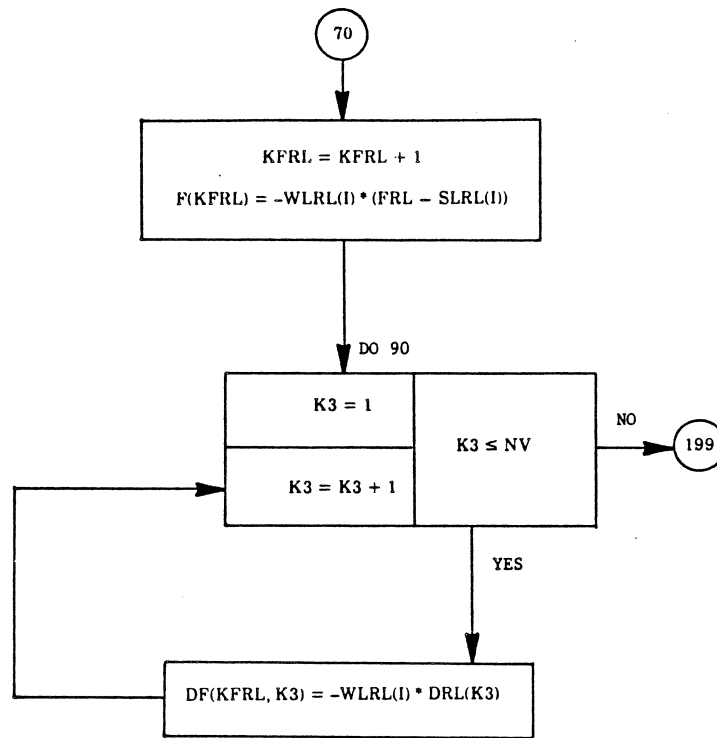 70
KFRL = KFRL + 1
F(KFRL) = -WLRL(I) * (FRL - SLRL(I))
DO 90
K3 = 1
K3 = K3 + 1
K3 ≤ NV
NO
199
YES
DF(KFRL, K3) = -WLRL(I) * DRL(K3)